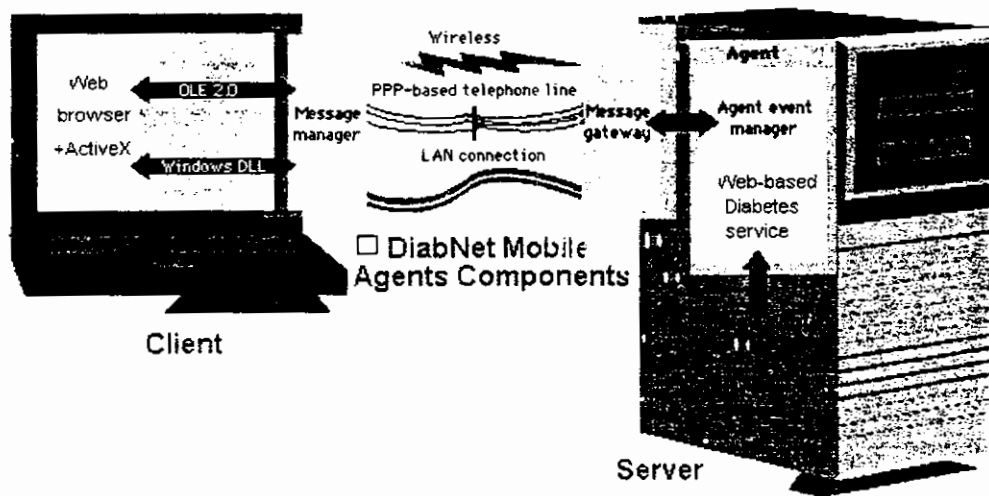 Web
browser
+ActiveX
OLE 2.0
Windows DLL
Message
manager
Wireless
PPP-based telephone line
LAN connection
Message
gateway
Agent
Agent event
manager
Web-based
Diabetes
service
□ DiabNet Mobile
Agents Components
Client
Server